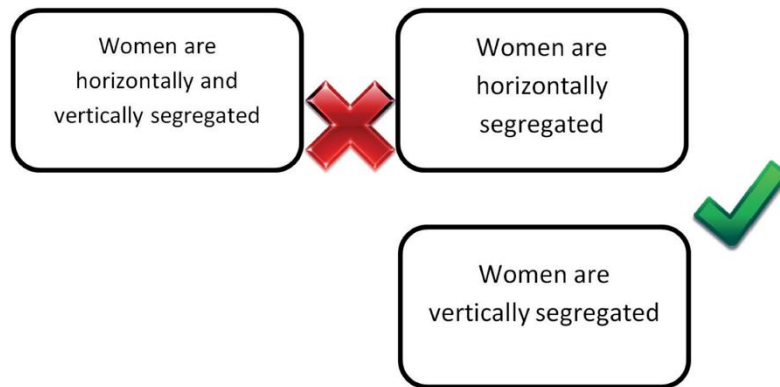 Women are
horizontally and
vertically segregated
Women are
horizontally
segregated
Women are
vertically segregated